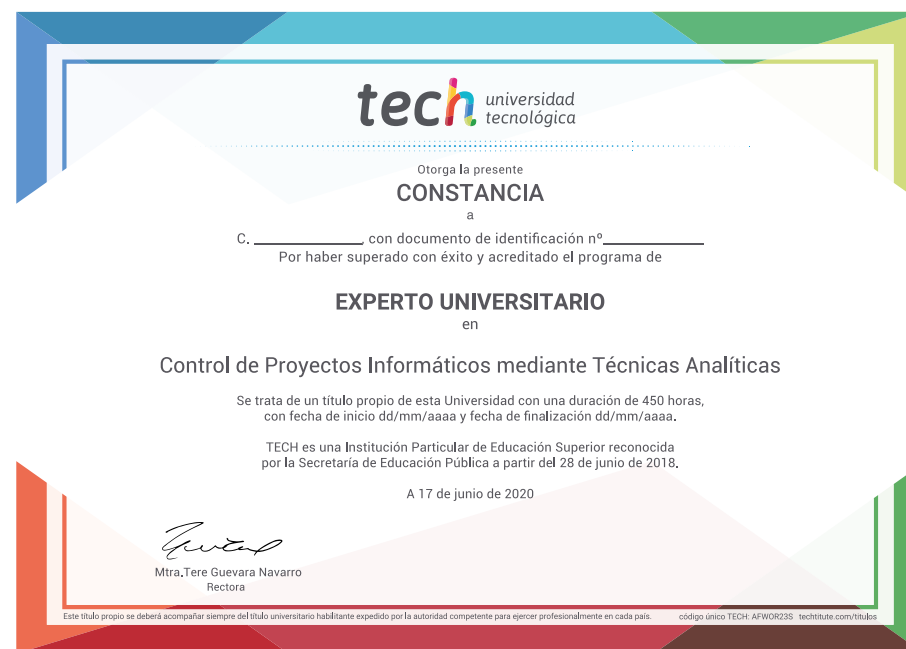 tech universidad
tecnológica
Otorga la presente
CONSTANCIA
a
C. ____________, con documento de identificación nº____________
Por haber superado con éxito y acreditado el programa de
EXPERTO UNIVERSITARIO
en
Control de Proyectos Informáticos mediante Técnicas Analíticas
Se trata de un título propio de esta Universidad con una duración de 450 horas,
con fecha de inicio dd/mm/aaaa y fecha de finalización dd/mm/aaaa.
TECH es una Institución Particular de Educación Superior reconocida
por la Secretaría de Educación Pública a partir del 28 de junio de 2018.
A 17 de junio de 2020
Mtra.Tere Guevara Navarro
Rectora
Este título propio se deberá acompañar siempre del título universitario habilitante expedido por la autoridad competente para ejercer profesionalmente en cada país. código único TECH: AFWOR23S techtitute.com/titulos